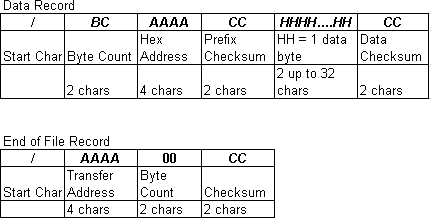 Data Record
/ BC AAAA CC HHHH....HH CC
Hex Prefix HH = 1 data Data
Start Char Byte Count Address Checksum byte Checksum
2 up to 32
2 chars 4 chars 2 chars chars 2 chars
End of File Record
/ AAAA 00 CC
Transfer Byte
Start Char Address Count Checksum
4 chars 2 chars 2 chars